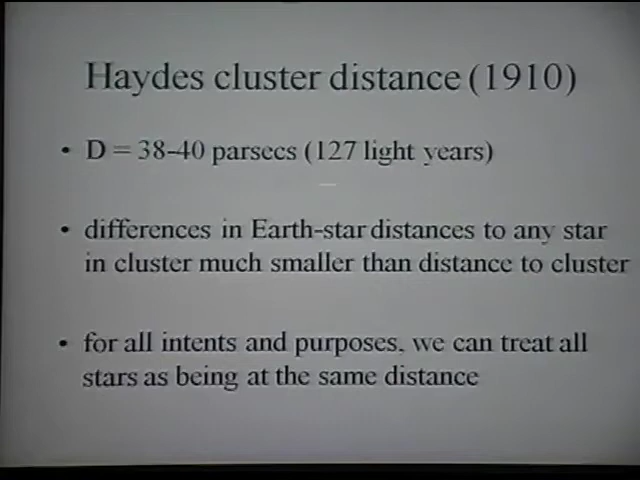 Haydes cluster distance (1910)
• D = 38-40 parsecs (127 light years)
• differences in Earth-star distances to any star
in cluster much smaller than distance to cluster
• for all intents and purposes, we can treat all
stars as being at the same distance